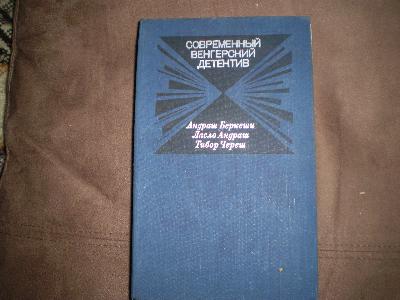 СОВРЕМЕННЫЙ
ВЕНГЕРСКИЙ
ДЕТЕКТИВ
Андраш Беркеши
Ласло Андраш
Тибор Череш